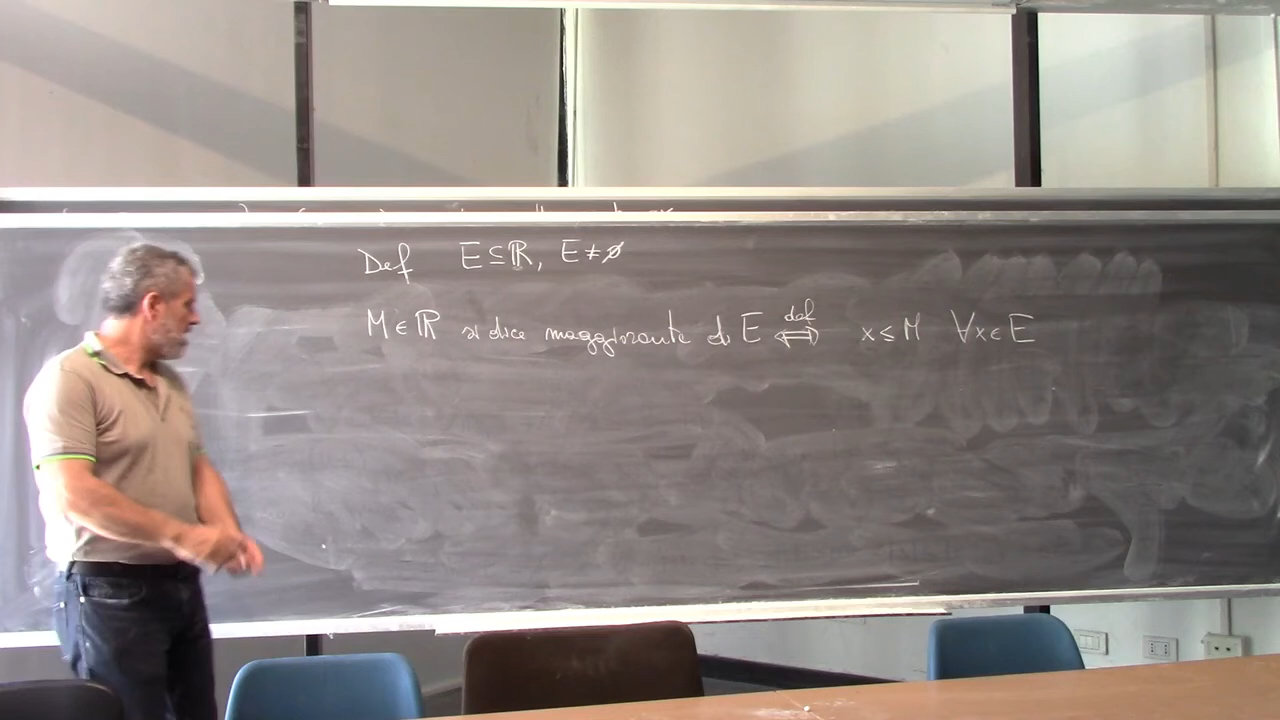 Def E ⊆ ℝ, E ≠ ∅
M ∈ ℝ si dice maggiorante di E ⟺ def x ≤ M ∀x ∈ E